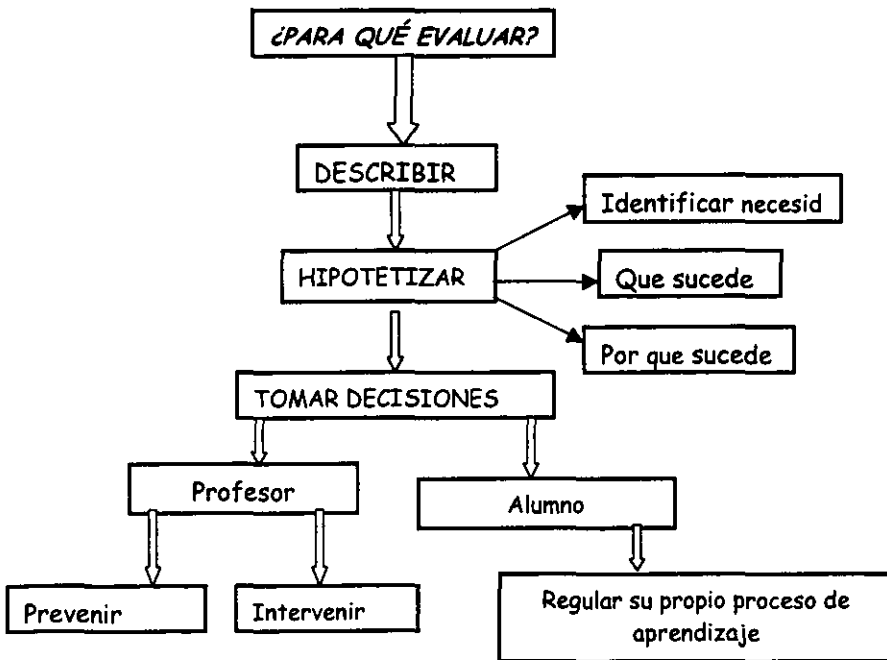 ¿PARA QUÉ EVALUAR?
DESCRIBIR
Identificar necesid
HIPOTETIZAR
Que sucede
Por que sucede
TOMAR DECISIONES
Profesor
Alumno
Prevenir
Intervenir
Regular su propio proceso de
aprendizaje